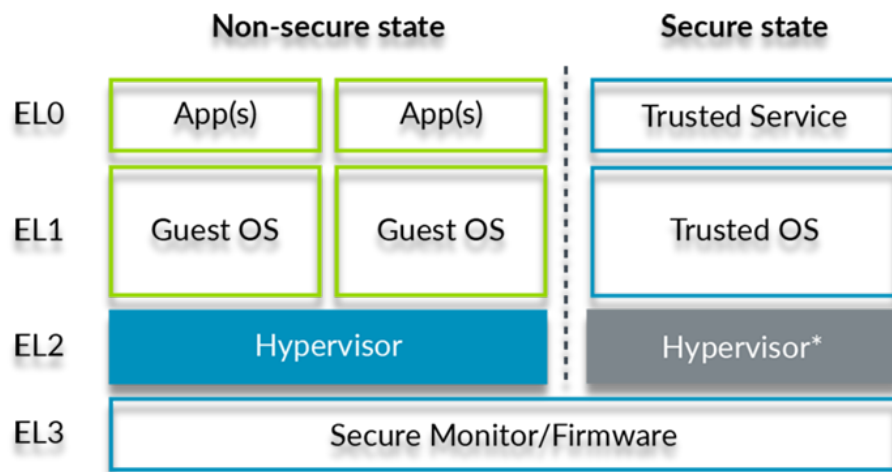 Non-secure state Secure state
EL0 App(s) App(s) Trusted Service
EL1 Guest OS Guest OS Trusted OS
EL2 Hypervisor Hypervisor*
EL3 Secure Monitor/Firmware